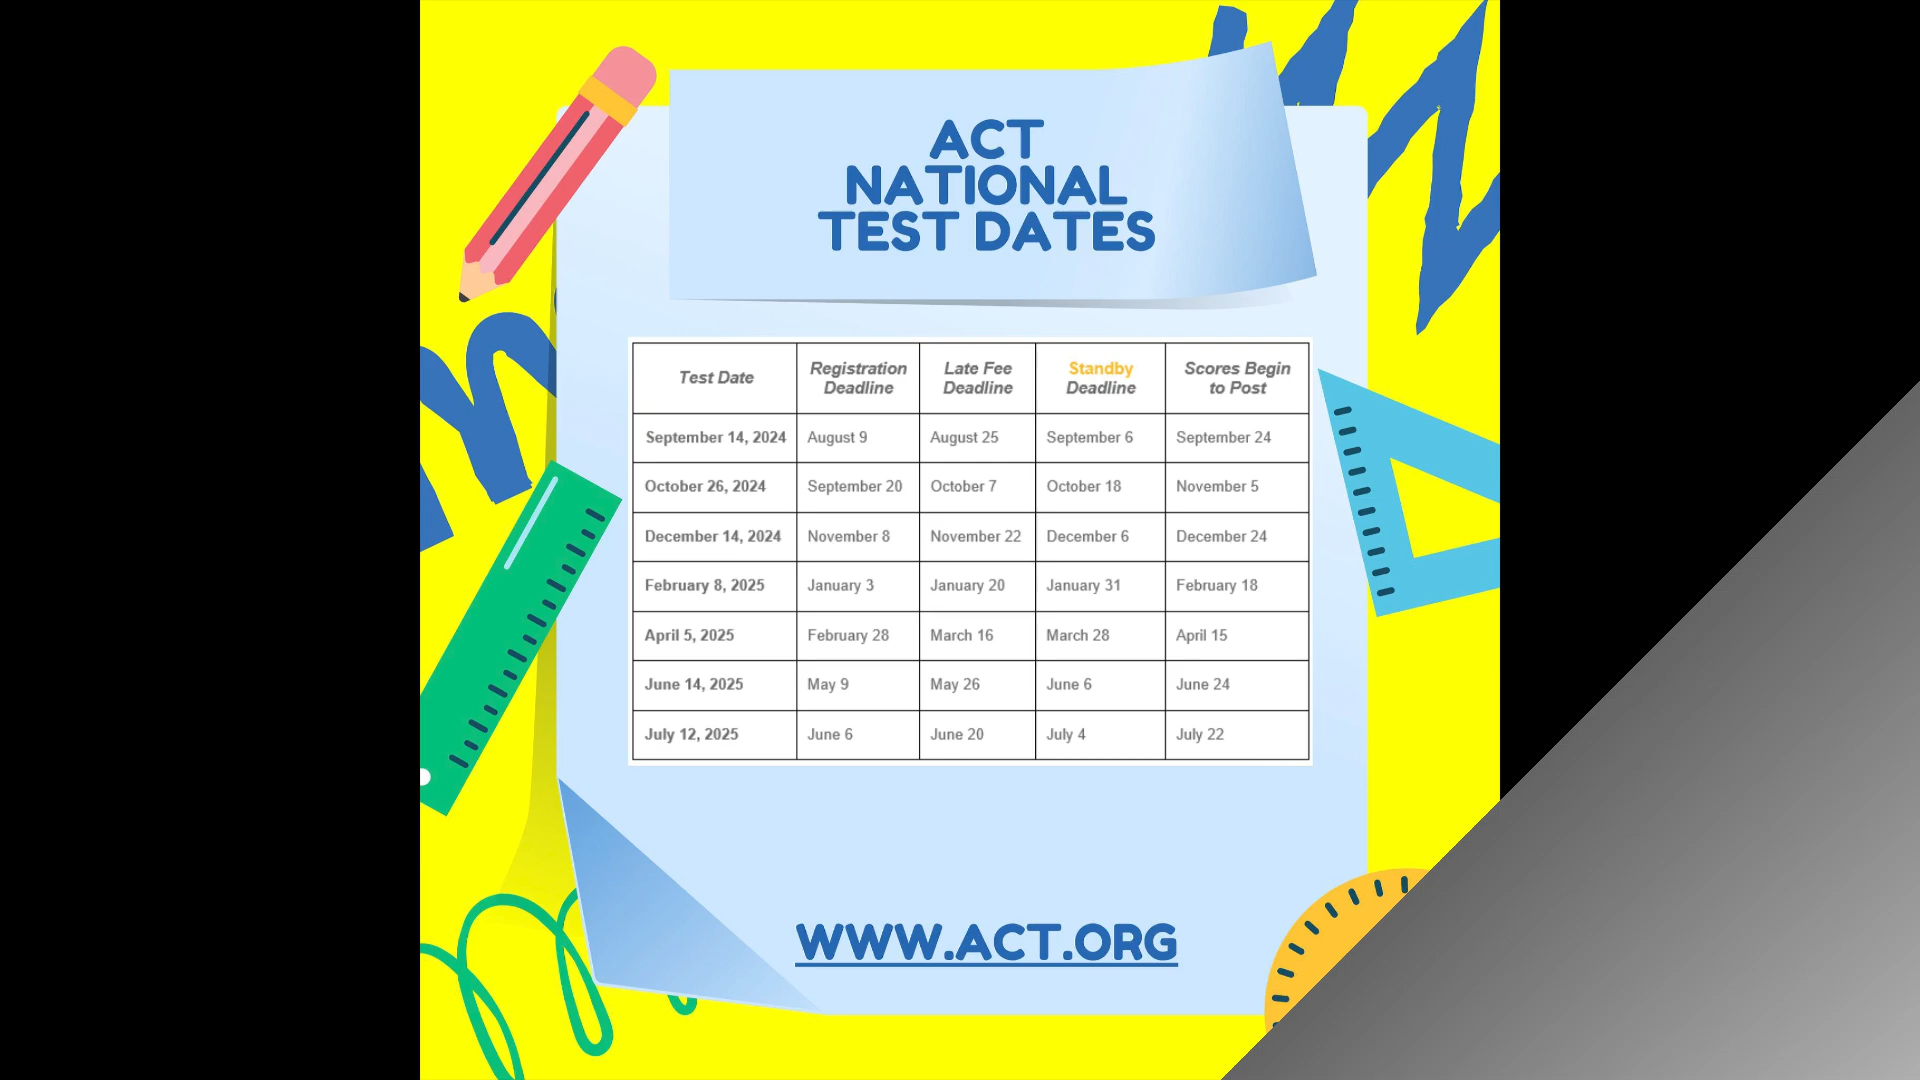 ACT
NATIONAL
TEST DATES
Test Date Registration Deadline Late Fee Deadline Standby Deadline Scores Begin to Post
September 14, 2024 August 9 August 25 September 6 September 24
October 26, 2024 September 20 October 7 October 18 November 5
December 14, 2024 November 8 November 22 December 6 December 24
February 8, 2025 January 3 January 20 January 31 February 18
April 5, 2025 February 28 March 16 March 28 April 15
June 14, 2025 May 9 May 26 June 6 June 24
July 12, 2025 June 6 June 20 July 4 July 22
WWW.ACT.ORG